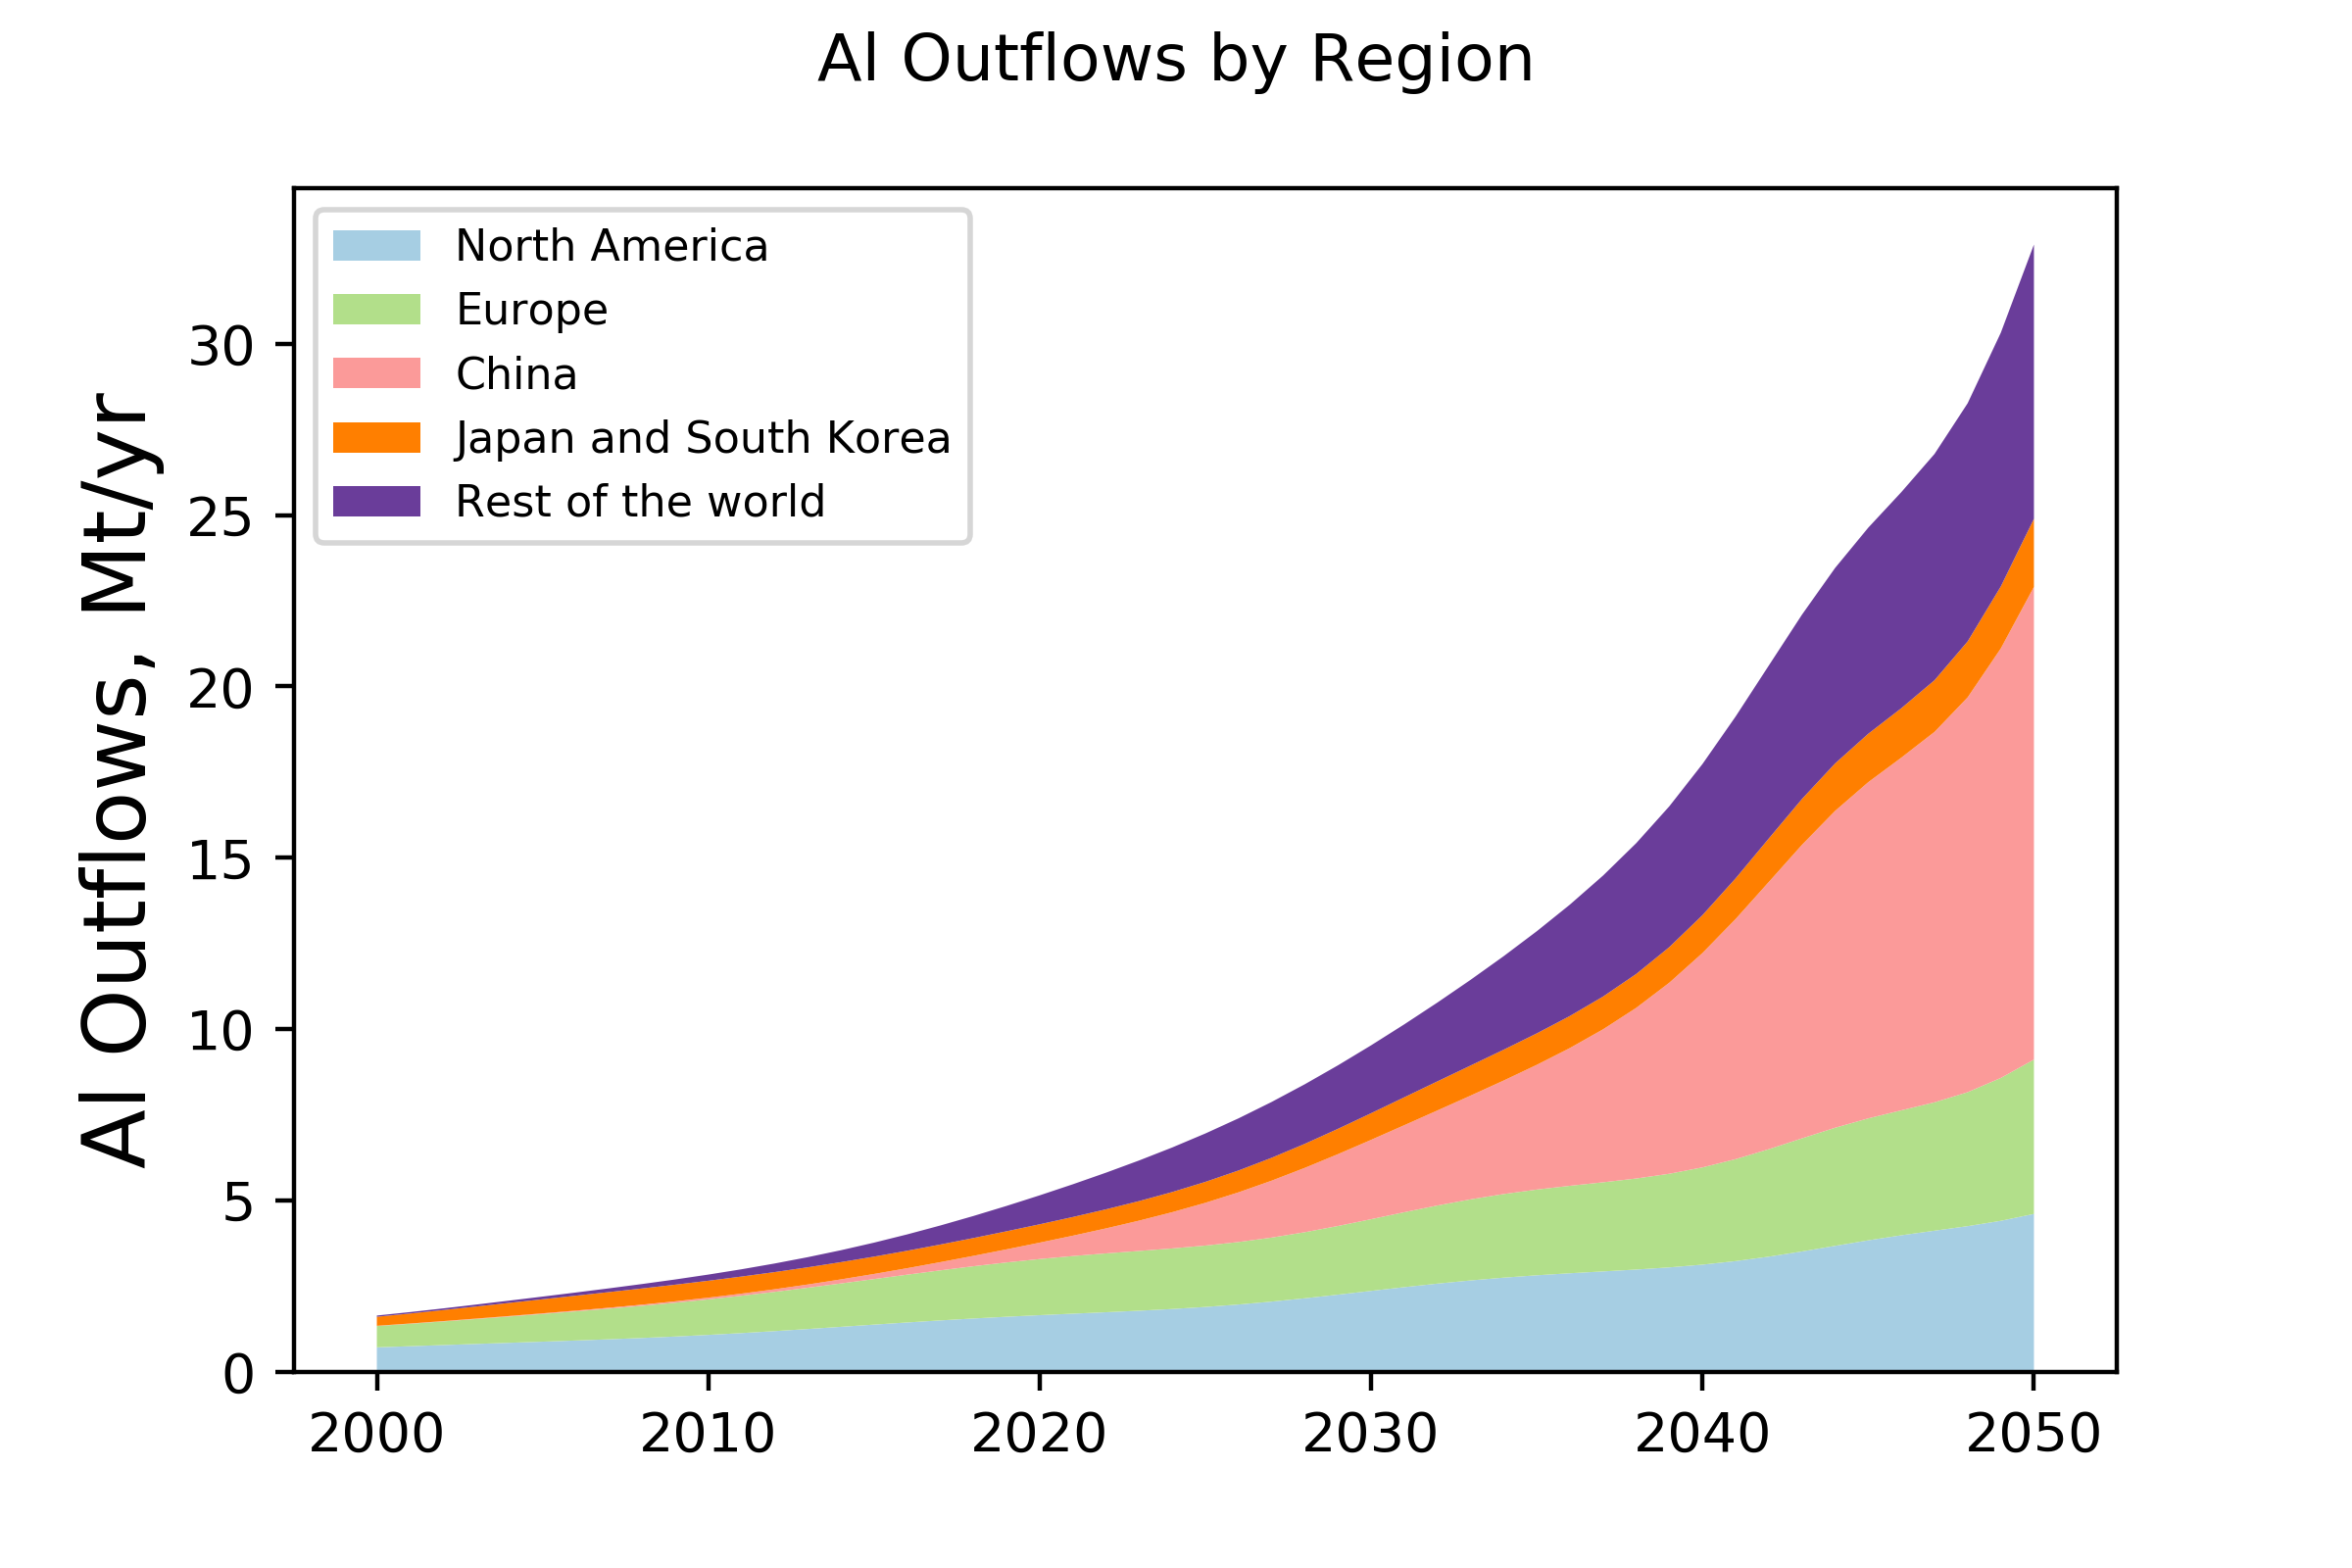 Al Outflows by Region
Al Outflows, Mt/yr
North America
Europe
China
Japan and South Korea
Rest of the world
30
25
20
15
10
5
0
2000 2010 2020 2030 2040 2050